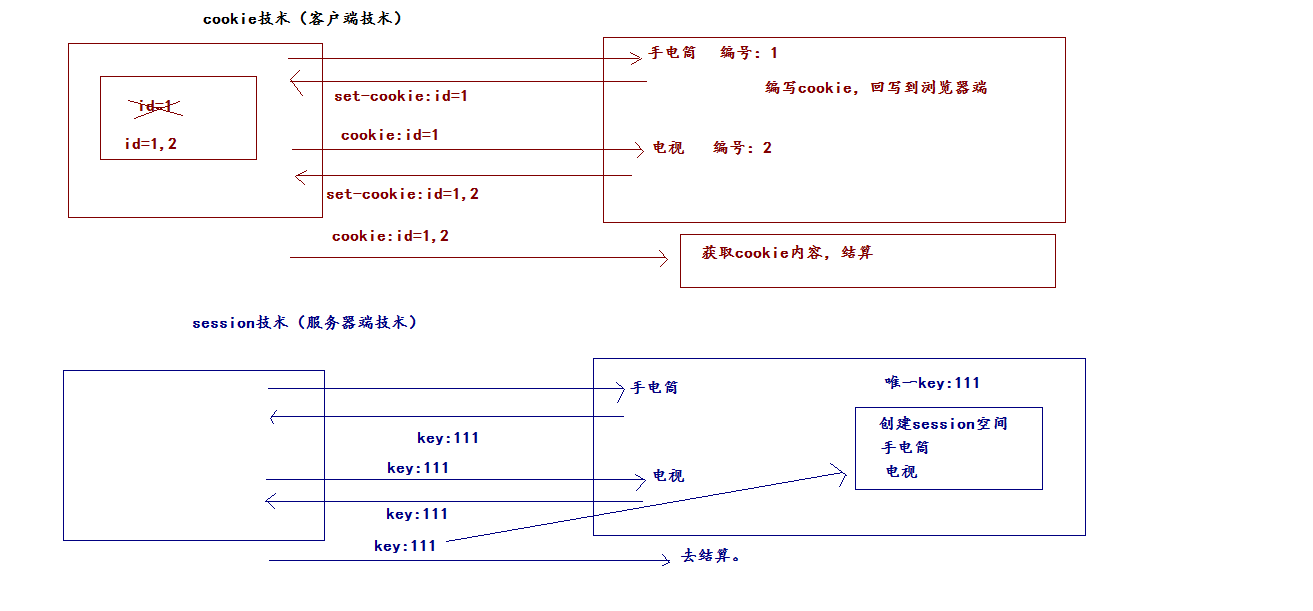 cookie技术（客户端技术）
手电筒 编号：1
编写cookie，回写到浏览器端
id=1
set-cookie:id=1
cookie:id=1
id=1,2
电视 编号：2
set-cookie:id=1,2
cookie:id=1,2
获取cookie内容，结算
session技术（服务器端技术）
手电筒
唯一key:111
创建session空间
手电筒
电视
key:111
key:111
电视
key:111
key:111
去结算。